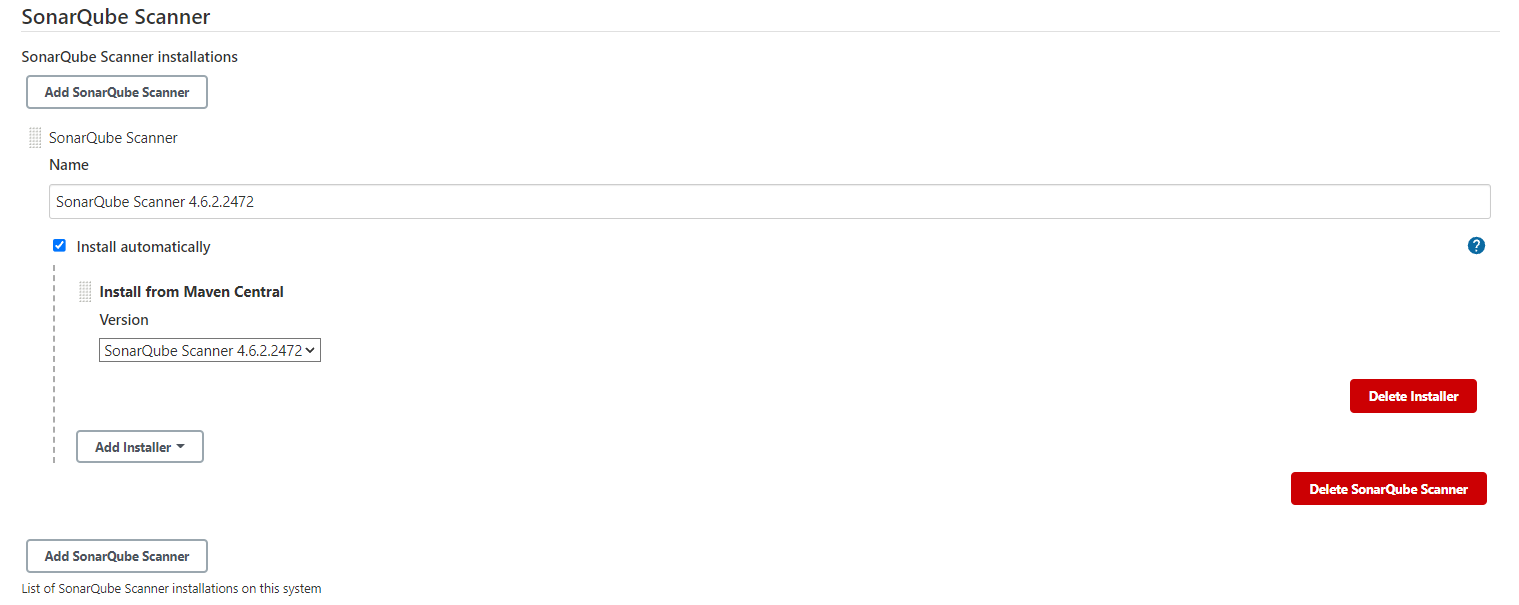 SonarQube Scanner
SonarQube Scanner installations
Add SonarQube Scanner
SonarQube Scanner
Name
SonarQube Scanner 4.6.2.2472
Install automatically
?
Install from Maven Central
Version
SonarQube Scanner 4.6.2.2472
Delete Installer
Add Installer
Delete SonarQube Scanner
Add SonarQube Scanner
List of SonarQube Scanner installations on this system